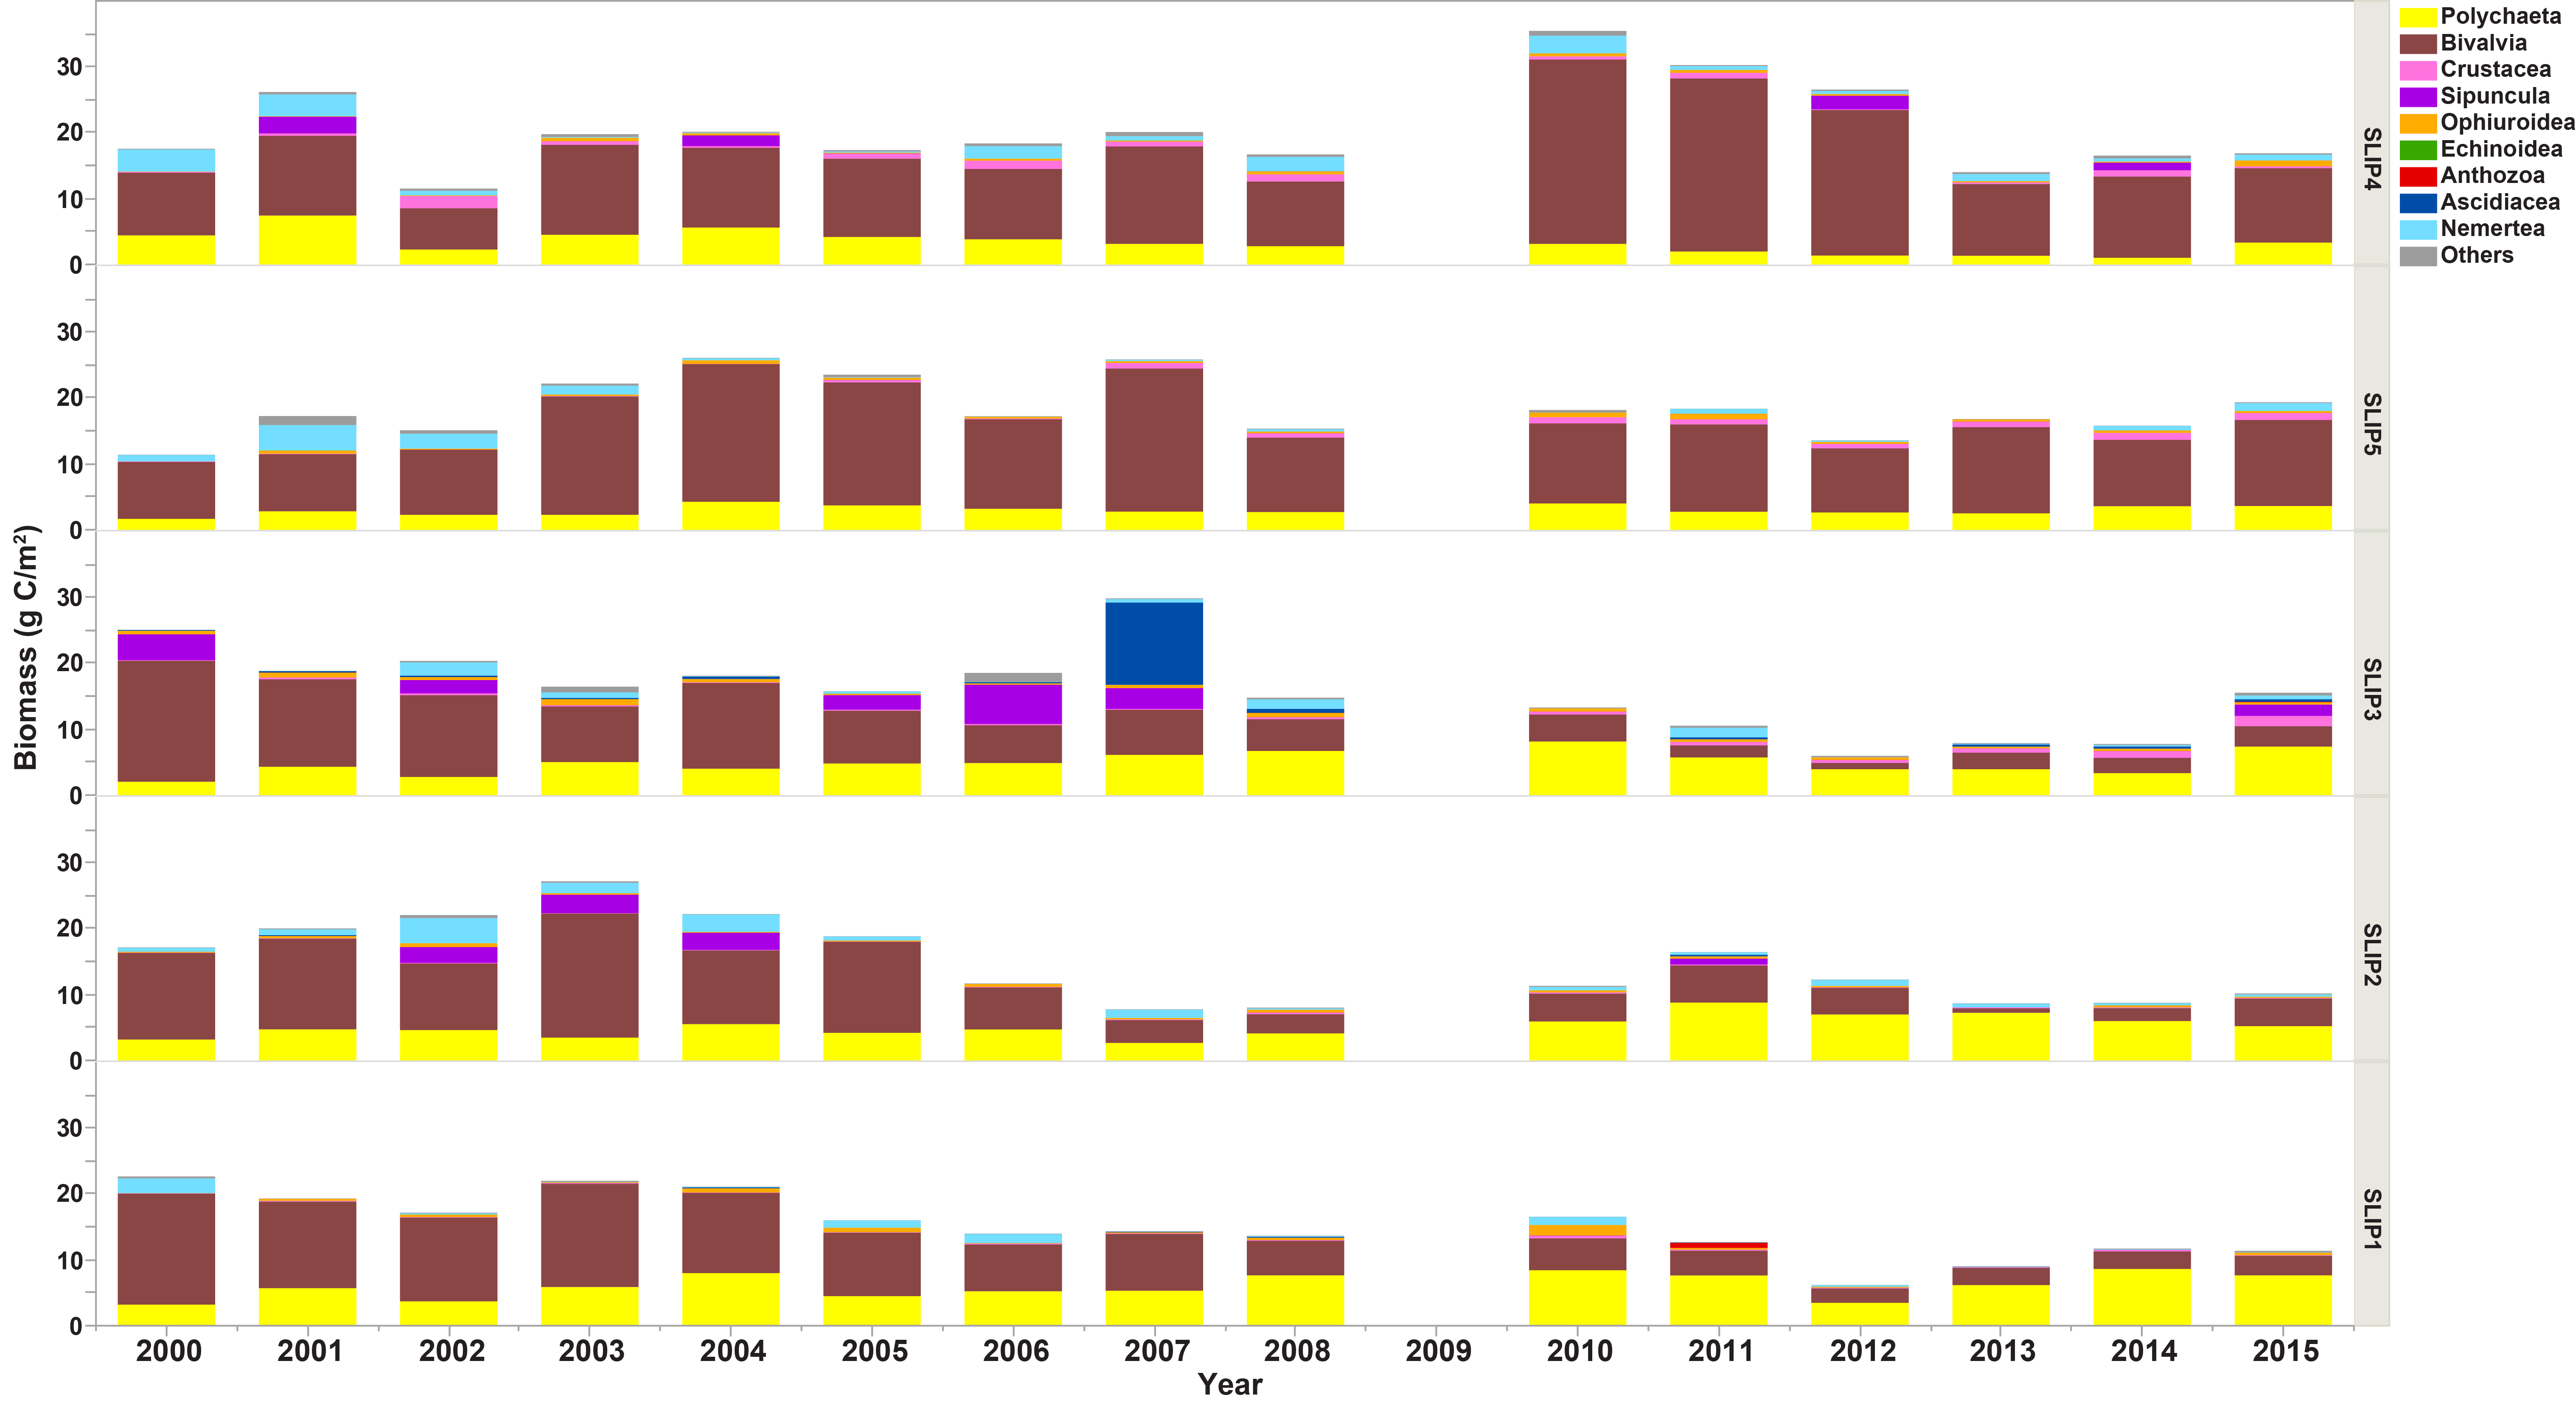 Polychaeta
Bivalvia
Crustacea
Sipuncula
Ophiuroidea
Echinoidea
Anthozoa
Ascidiacea
Nemertea
Others
Biomass (g C/m²)
30
20
10
0
SLIP4
30
20
10
0
SLIP5
30
20
10
0
SLIP3
30
20
10
0
SLIP2
30
20
10
0
SLIP1
2000 2001 2002 2003 2004 2005 2006 2007 2008 2009 2010 2011 2012 2013 2014 2015
Year